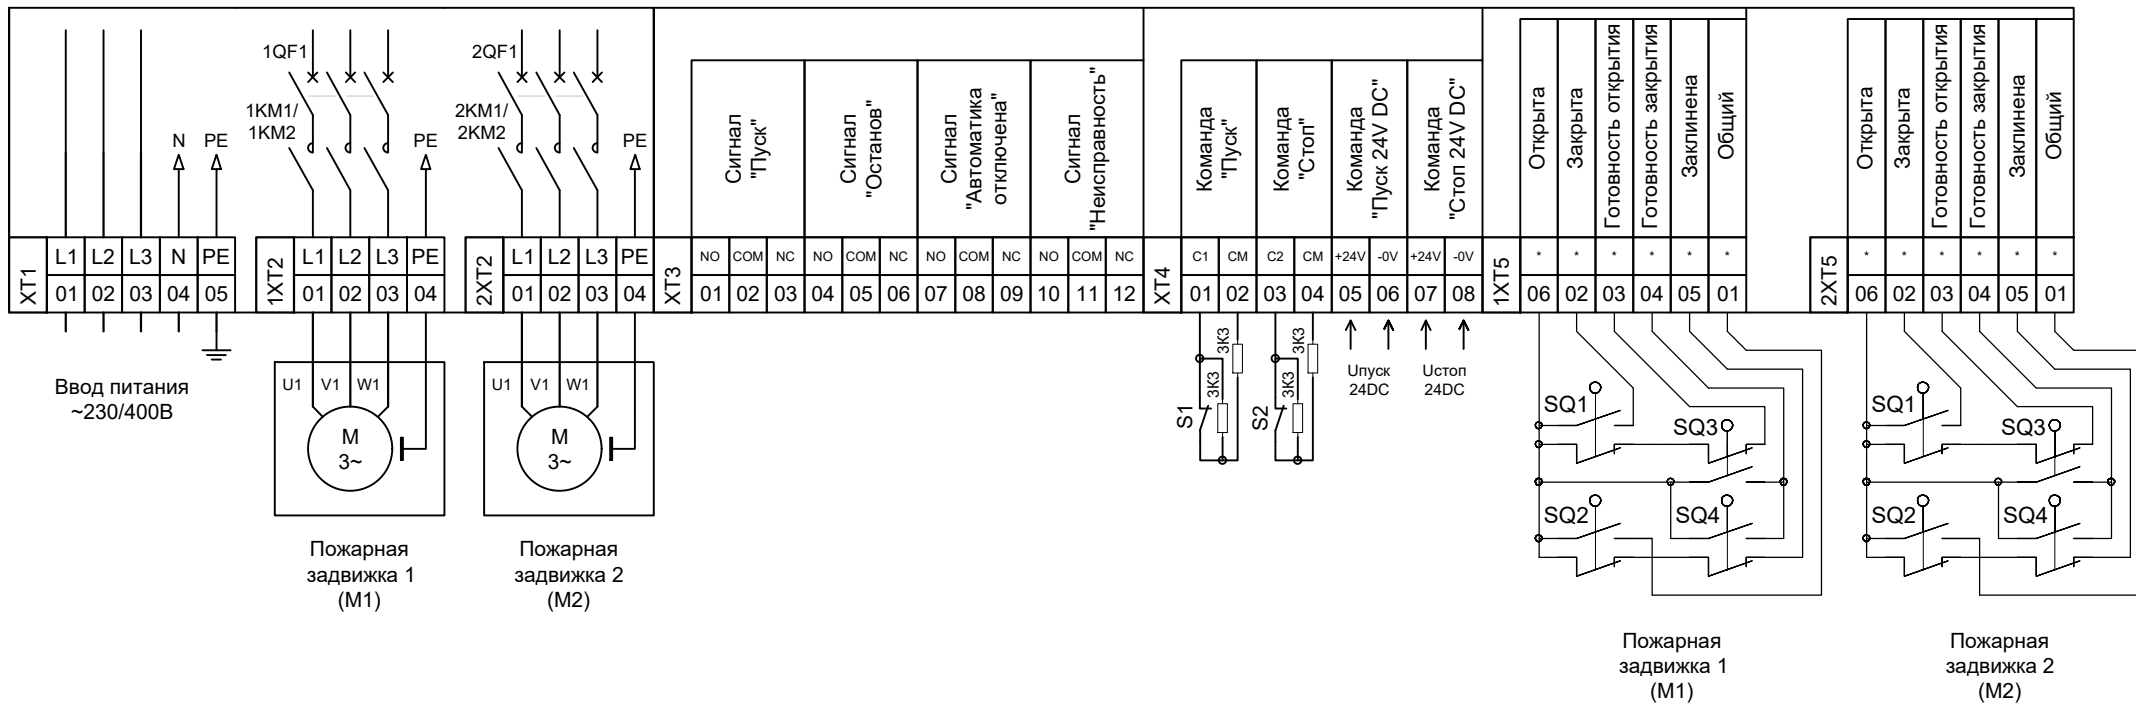 1QF1
1KM1/
1KM2
N
PE
PE
2QF1
2KM1/
2KM2
PE
Сигнал
"Пуск"
Сигнал
"Останов"
Сигнал
"Автоматика
отключена"
Сигнал
"Неисправность"
Команда
"Пуск"
Команда
"Стоп"
Команда
"Пуск 24V DC"
Команда
"Стоп 24V DC"
Открыта
Закрыта
Готовность открытия
Готовность закрытия
Заклинена
Общий
Открыта
Закрыта
Готовность открытия
Готовность закрытия
Заклинена
Общий
XT1
L1 L2 L3 N PE
01 02 03 04 05
1XT2
L1 L2 L3 PE
01 02 03 04
2XT2
L1 L2 L3 PE
01 02 03 04
XT3
NO COM NC NO COM NC NO COM NC NO COM NC
01 02 03 04 05 06 07 08 09 10 11 12
XT4
C1 CM C2 CM +24V -0V +24V -0V
01 02 03 04 05 06 07 08
1XT5
* * * * * *
06 02 03 04 05 01
2XT5
* * * * * *
06 02 03 04 05 01
Ввод питания
~230/400В
U1 V1 W1
M
3~
Пожарная
задвижка 1
(M1)
U1 V1 W1
M
3~
Пожарная
задвижка 2
(M2)
3К3
3К3
S1
3К3
3К3
S2
Uпуск
24DC
Uстоп
24DC
SQ1
SQ3
SQ2
SQ4
Пожарная
задвижка 1
(M1)
SQ1
SQ3
SQ2
SQ4
Пожарная
задвижка 2
(M2)